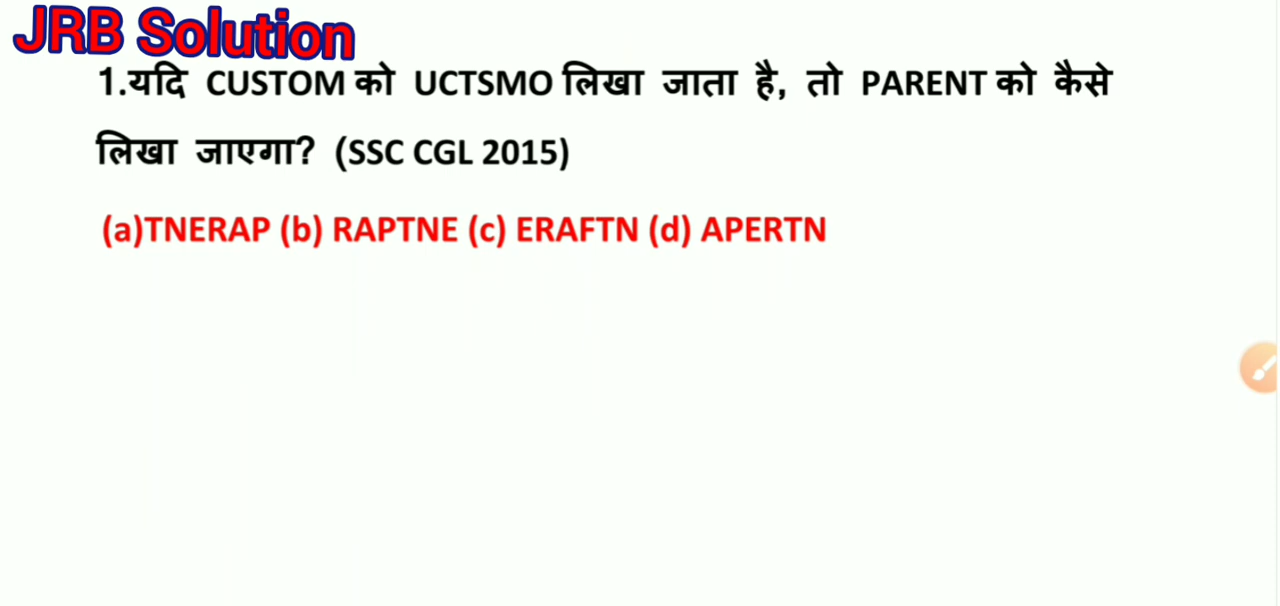 JRB Solution
1.यदि CUSTOM को UCTSMO लिखा जाता है, तो PARENT को कैसे
लिखा जाएगा? (SSC CGL 2015)
(a)TNERAP (b) RAPTNE (c) ERAFTN (d) APERTN